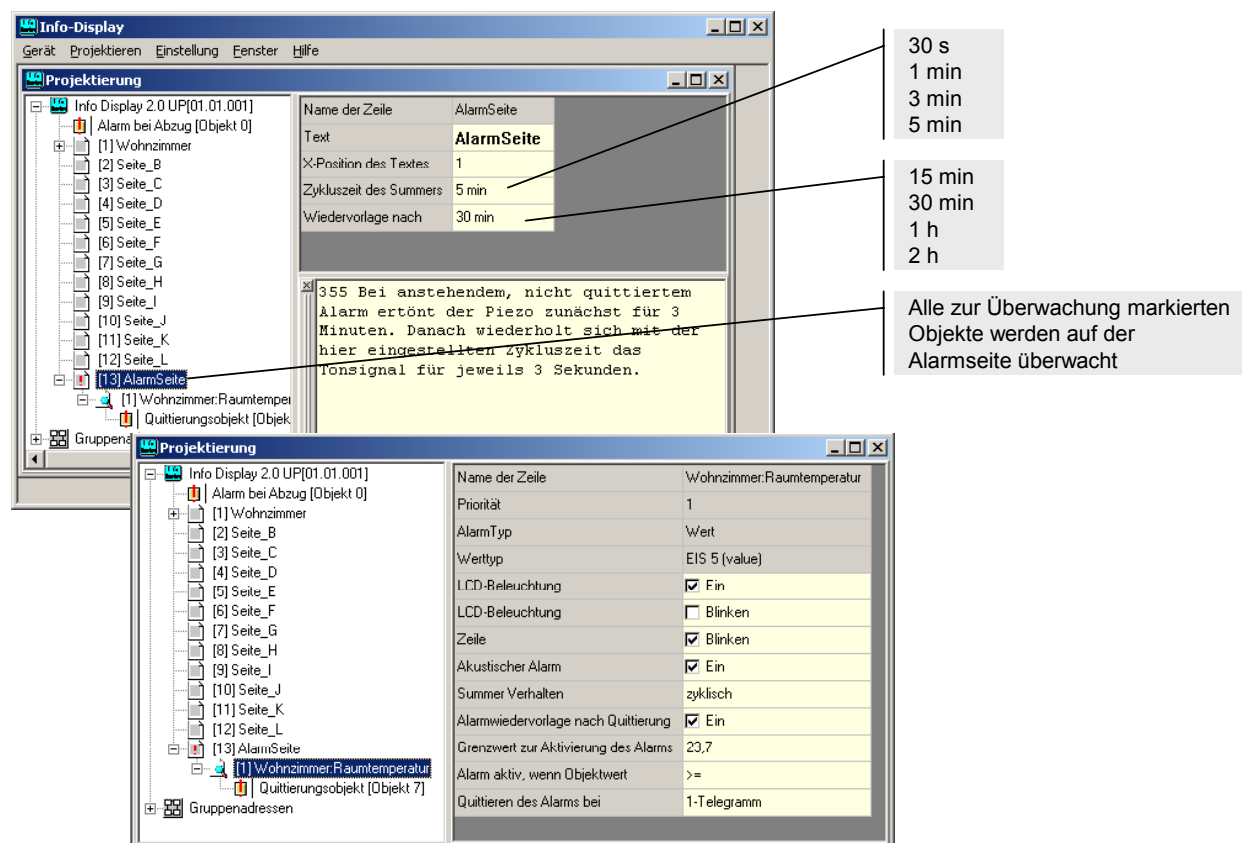 Info-Display
Gerät Projektieren Einstellung Fenster Hilfe
Projektierung
Info Display 2.0 UP[01.01.001]
Alarm bei Abzug [Objekt 0]
[1] Wohnzimmer
[2] Seite_B
[3] Seite_C
[4] Seite_D
[5] Seite_E
[6] Seite_F
[7] Seite_G
[8] Seite_H
[9] Seite_I
[10] Seite_J
[11] Seite_K
[12] Seite_L
[13] AlarmSeite
[1] Wohnzimmer:Raumtemper
Quittierungsobjekt [Objek
Gruppena
Name der Zeile AlarmSeite
Text AlarmSeite
X-Position des Textes 1
Zykluszeit des Summers 5 min
Wiedervorlage nach 30 min
355 Bei anstehendem, nicht quittiertem
Alarm ertönt der Piezo zunächst für 3
Minuten. Danach wiederholt sich mit der
hier eingestellten Zykluszeit das
Tonsignal für jeweils 3 Sekunden.
30 s
1 min
3 min
5 min
15 min
30 min
1 h
2 h
Alle zur Überwachung markierten
Objekte werden auf der
Alarmseite überwacht
Projektierung
Info Display 2.0 UP[01.01.001]
Alarm bei Abzug [Objekt 0]
[1] Wohnzimmer
[2] Seite_B
[3] Seite_C
[4] Seite_D
[5] Seite_E
[6] Seite_F
[7] Seite_G
[8] Seite_H
[9] Seite_I
[10] Seite_J
[11] Seite_K
[12] Seite_L
[13] AlarmSeite
[1] Wohnzimmer:Raumtemperatur
Quittierungsobjekt [Objekt 7]
Gruppenadressen
Name der Zeile Wohnzimmer:Raumtemperatur
Priorität 1
AlarmTyp Wert
Werttyp EIS 5 (value)
LCD-Beleuchtung Ein
LCD-Beleuchtung Blinken
Zeile Blinken
Akustischer Alarm Ein
Summer Verhalten zyklisch
Alarmwiedervorlage nach Quittierung Ein
Grenzwert zur Aktivierung des Alarms 23,7
Alarm aktiv, wenn Objektwert >=
Quittieren des Alarms bei 1-Telegramm